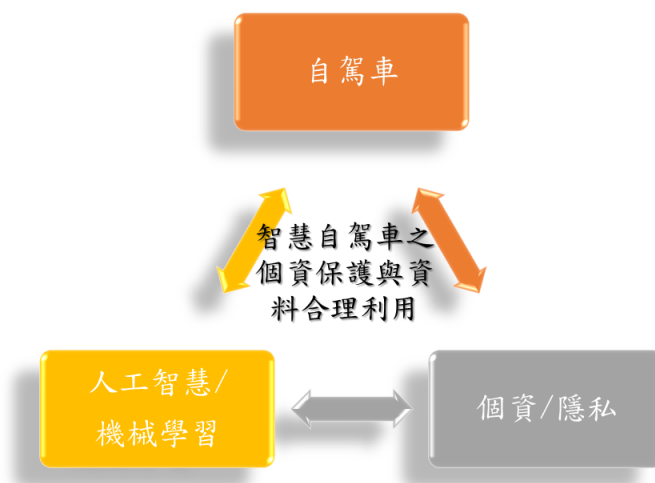 自駕車
智慧自駕車之
個資保護與資
料合理利用
人工智慧/
機械學習
個資/隱私